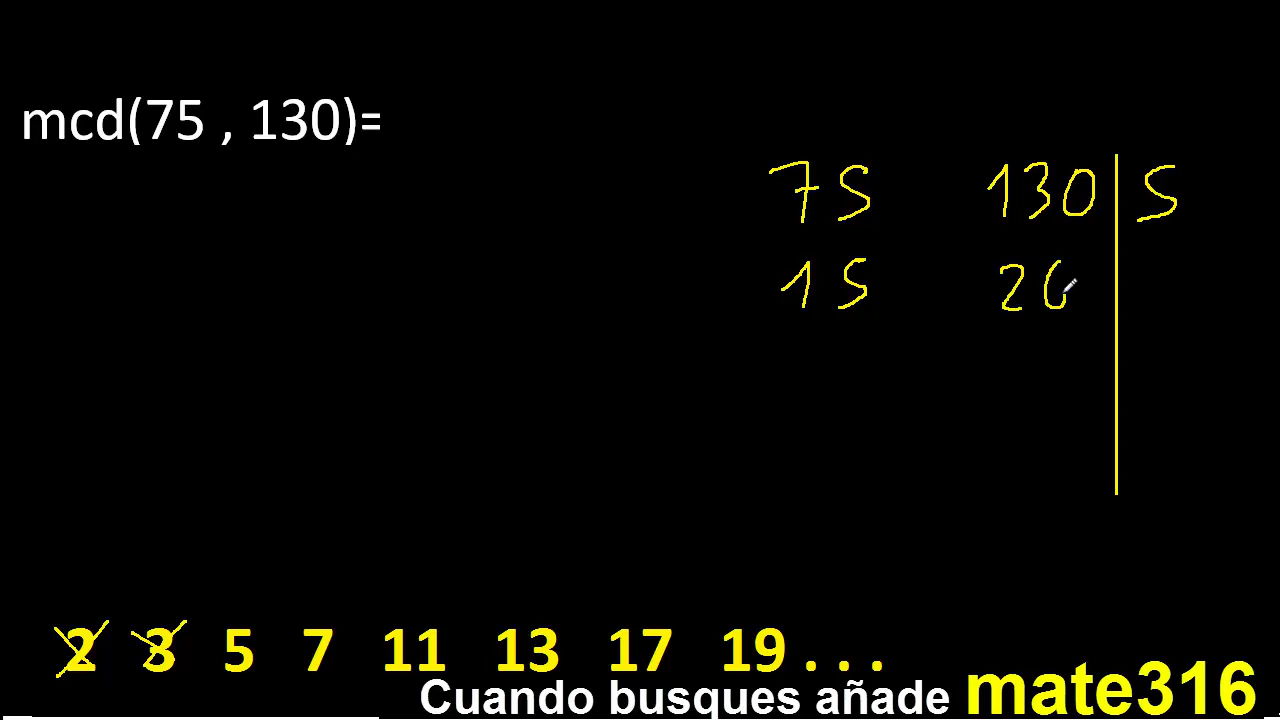 mcd(75 , 130)=
75 130 5
15 26
2 3 5 7 11 13 17 19 . . .
Cuando busques añade mate316